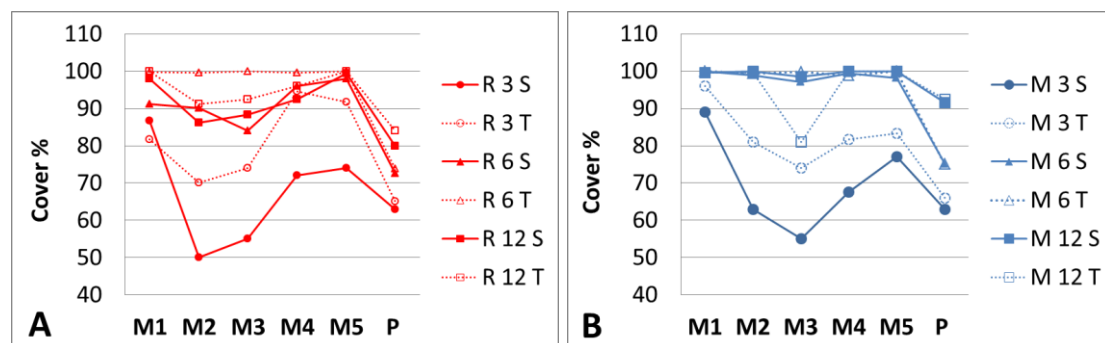 110
100
90
80
70
60
50
40
Cover %
M1 M2 M3 M4 M5 P
A
R 3 S
R 3 T
R 6 S
R 6 T
R 12 S
R 12 T
110
100
90
80
70
60
50
40
Cover %
M1 M2 M3 M4 M5 P
B
M 3 S
M 3 T
M 6 S
M 6 T
M 12 S
M 12 T